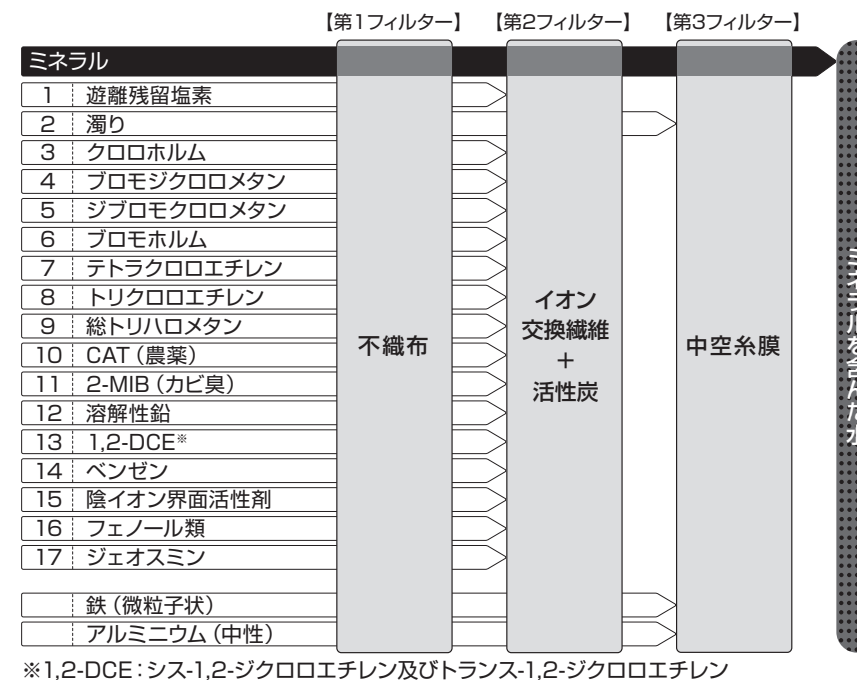 【第1フィルター】 【第2フィルター】 【第3フィルター】
ミネラル
1 遊離残留塩素
2 濁り
3 クロロホルム
4 ブロモジクロロメタン
5 ジブロモクロロメタン
6 ブロモホルム
7 テトラクロロエチレン
8 トリクロロエチレン
9 総トリハロメタン
10 CAT（農薬）
11 2-MIB（カビ臭）
12 溶解性鉛
13 1,2-DCE※
14 ベンゼン
15 陰イオン界面活性剤
16 フェノール類
17 ジェオスミン
鉄（微粒子状）
アルミニウム（中性）
不織布
イオン
交換繊維
＋
活性炭
中空糸膜
ミネラルを含んだ水
※1,2-DCE：シス-1,2-ジクロロエチレン及びトランス-1,2-ジクロロエチレン